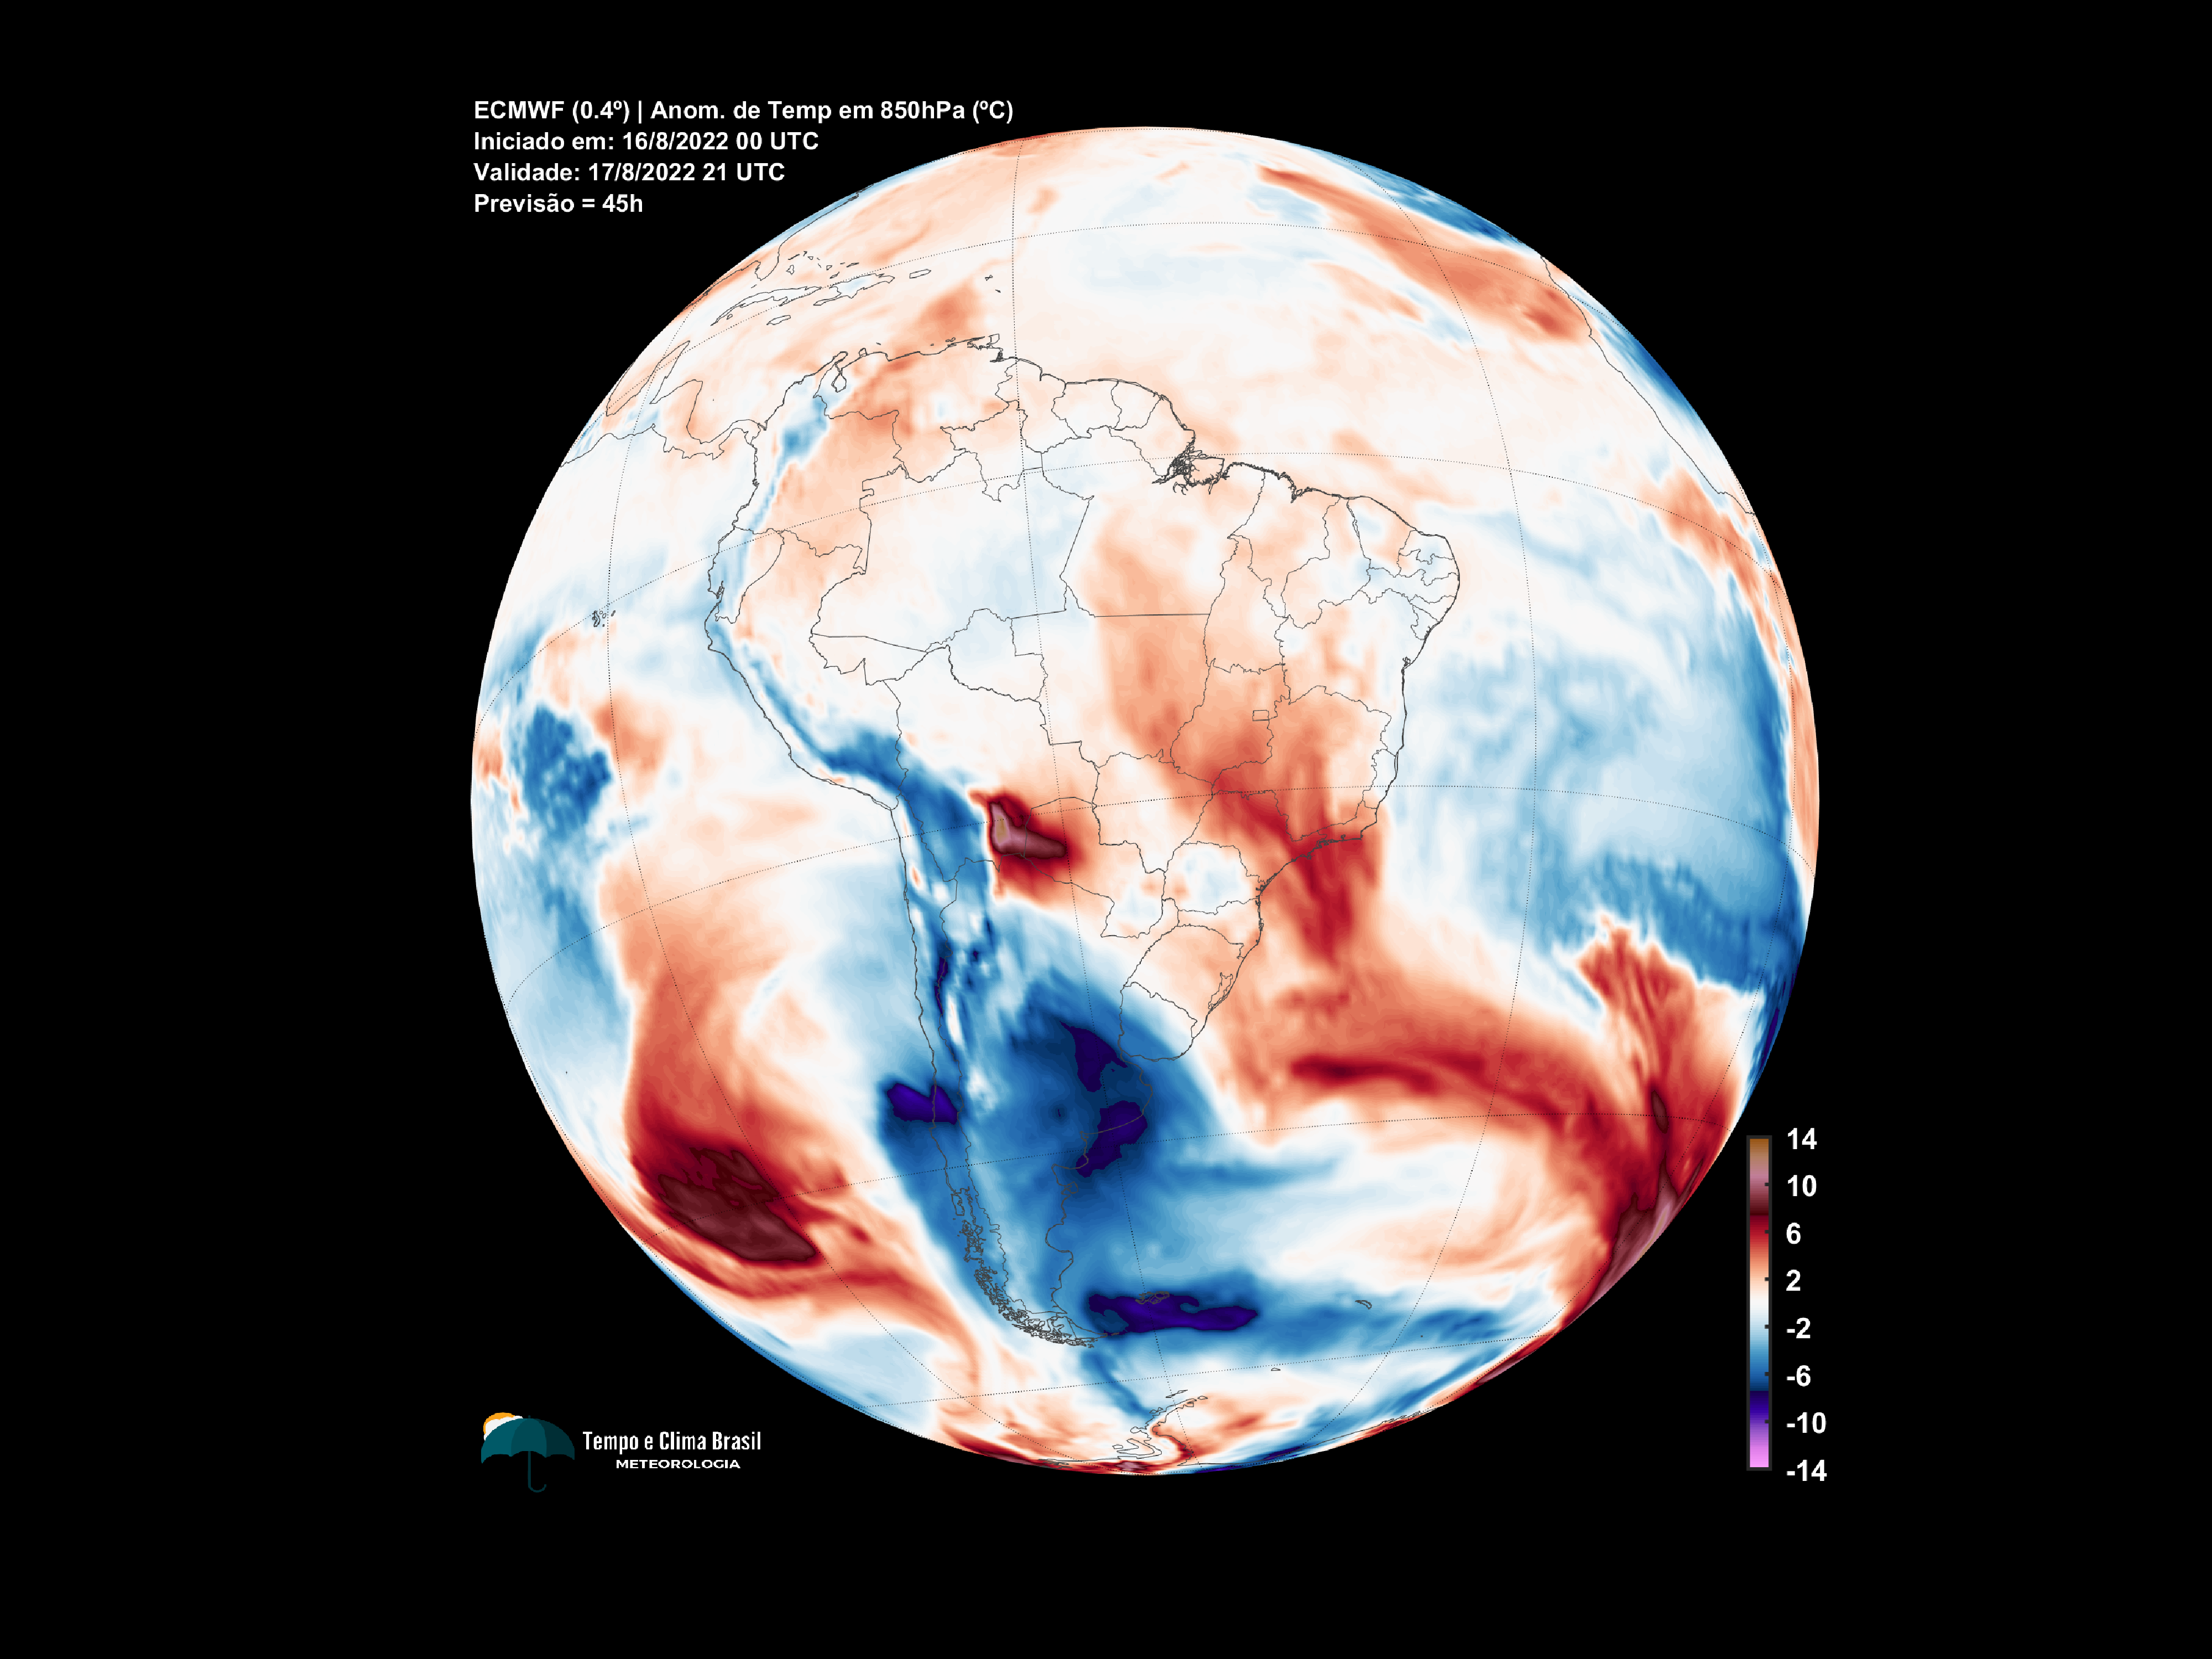 ECMWF (0.4º) | Anom. de Temp em 850hPa (ºC)
Iniciado em: 16/8/2022 00 UTC
Validade: 17/8/2022 21 UTC
Previsão = 45h
14
10
6
2
-2
-6
-10
-14
Tempo e Clima Brasil
METEOROLOGIA